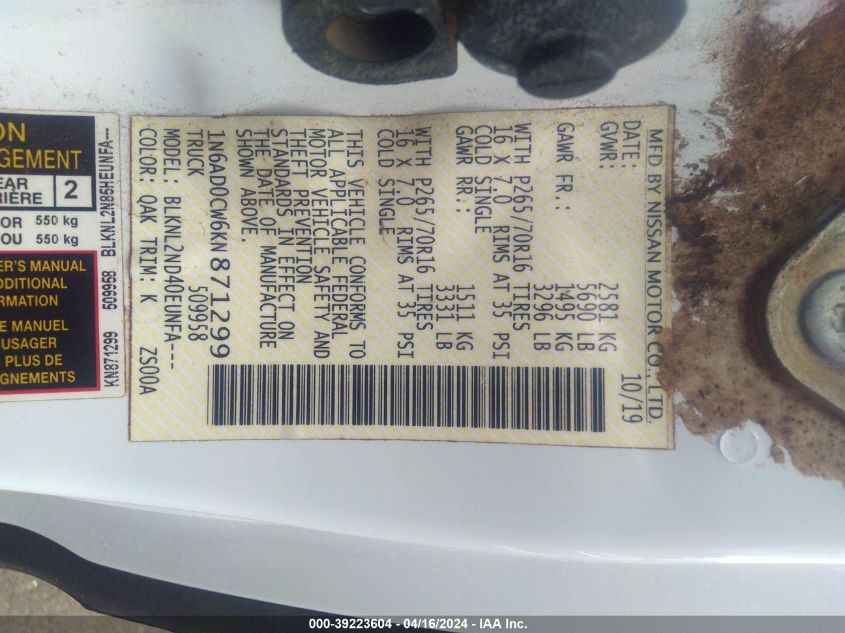 MFD BY NISSAN MOTOR CO., LTD.
DATE: 10/19
GVWR: 2581 KG
5690 LB
GAWR FR.: 1495 KG
3296 LB
WITH P265/70R16 TIRES
16 X 7.0 RIMS AT 35 PSI
COLD SINGLE
GAWR RR.: 1511 KG
3331 LB
WITH P265/70R16 TIRES
16 X 7.0 RIMS AT 35 PSI
COLD SINGLE
THIS VEHICLE CONFORMS TO
ALL APPLICABLE FEDERAL
MOTOR VEHICLE SAFETY AND
THEFT PREVENTION
STANDARDS IN EFFECT ON
THE DATE OF MANUFACTURE
SHOWN ABOVE.
1N6AD0CW6KN871299
TRUCK 509958
MODEL: BLKNL2ND40EUNFA---
COLOR: QAK TRIM: K ZS00A
ON
GEMENT
EAR
RIÈRE
2
OR 550 kg
OU 550 kg
ER'S MANUAL
DDITIONAL
RMATION
E MANUEL
USAGER
PLUS DE
GNEMENTS
KN871299 509958 BLKNL2N86HEUNFA---
000-39223604 - 04/16/2024 - IAA Inc.